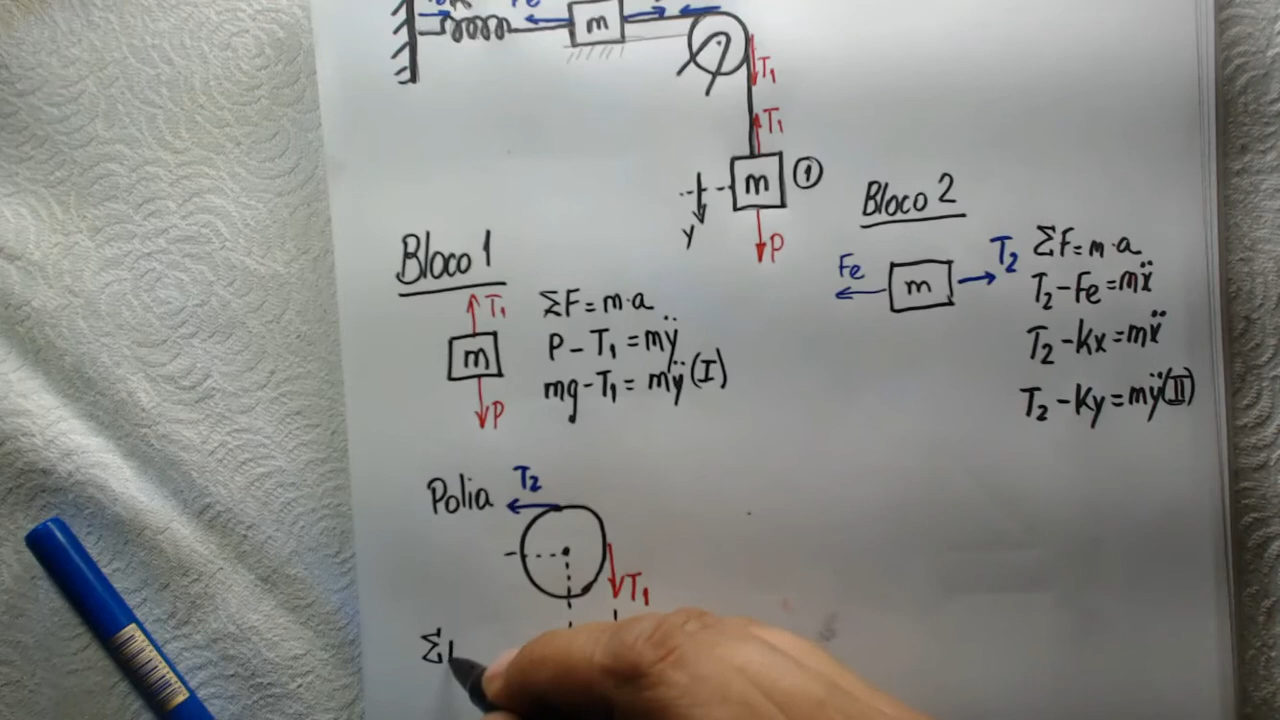 m
T₁
T₁
m ①
y
P
Bloco 1
T₁
m
P
ΣF = m·a
P - T₁ = mÿ
mg - T₁ = mÿ (I)
Bloco 2
Fe
m
T₂
ΣF = m·a
T₂ - Fe = mẍ
T₂ - kx = mẍ
T₂ - Ky = mÿ (II)
Polia
T₂
T₁
Σ